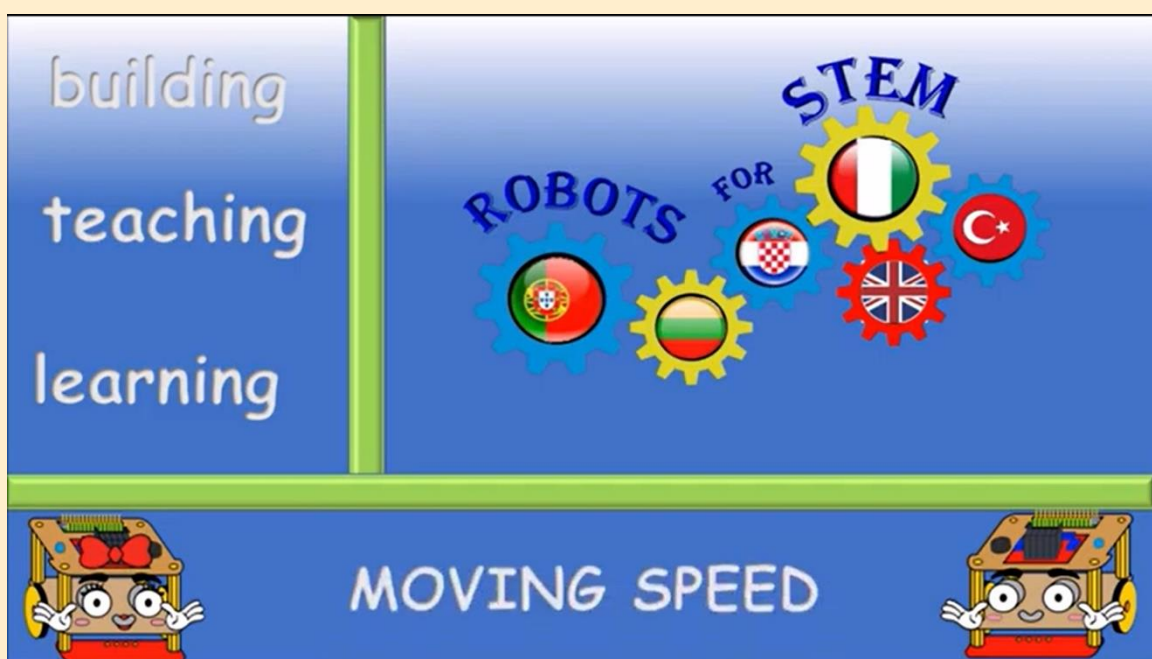 building
teaching
learning
ROBOTS FOR STEM
MOVING SPEED